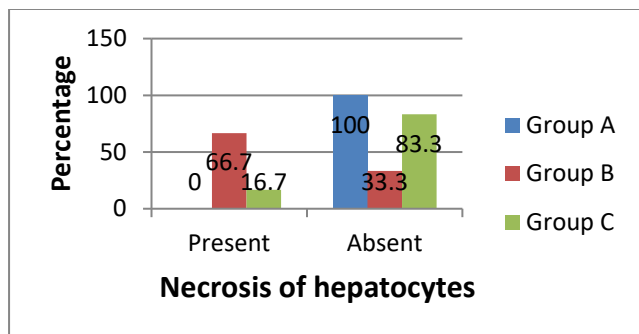 150
100
50
0
Percentage
0
66.7
16.7
100
33.3
83.3
Present
Absent
Necrosis of hepatocytes
Group A
Group B
Group C